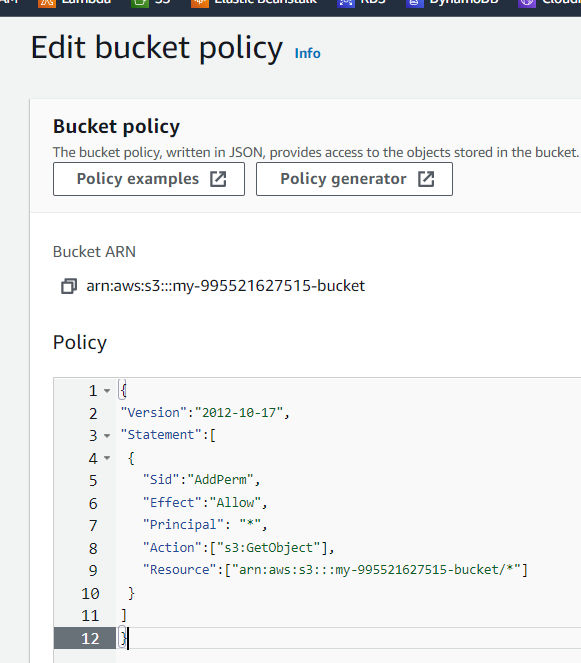 Lambda S3 Elastic Beanstalk RDS DynamoDB
Edit bucket policy Info
Bucket policy
The bucket policy, written in JSON, provides access to the objects stored in the bucket.
Policy examples Policy generator
Bucket ARN
arn:aws:s3:::my-995521627515-bucket
Policy
1 {
2 "Version":"2012-10-17",
3 "Statement":[
4 {
5 "Sid":"AddPerm",
6 "Effect":"Allow",
7 "Principal": "*",
8 "Action":["s3:GetObject"],
9 "Resource":["arn:aws:s3:::my-995521627515-bucket/*"]
10 }
11 ]
12 }